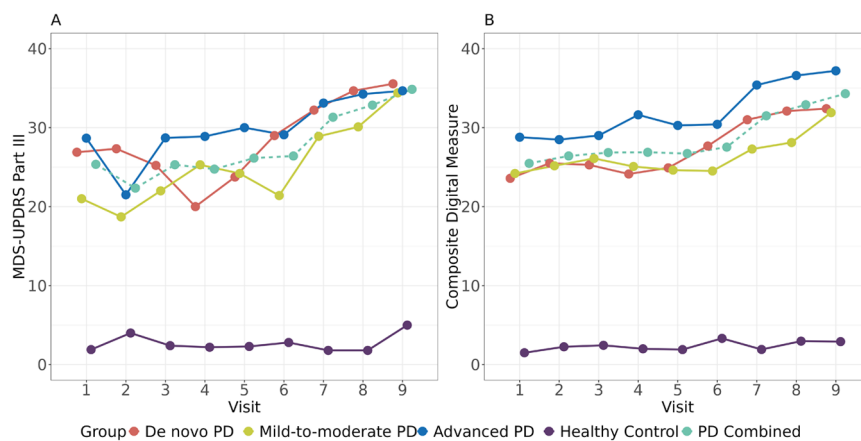 A
B
MDS-UPDRS Part III
40
30
20
10
0
1 2 3 4 5 6 7 8 9
Visit
Composite Digital Measure
40
30
20
10
0
1 2 3 4 5 6 7 8 9
Visit
Group De novo PD Mild-to-moderate PD Advanced PD Healthy Control PD Combined